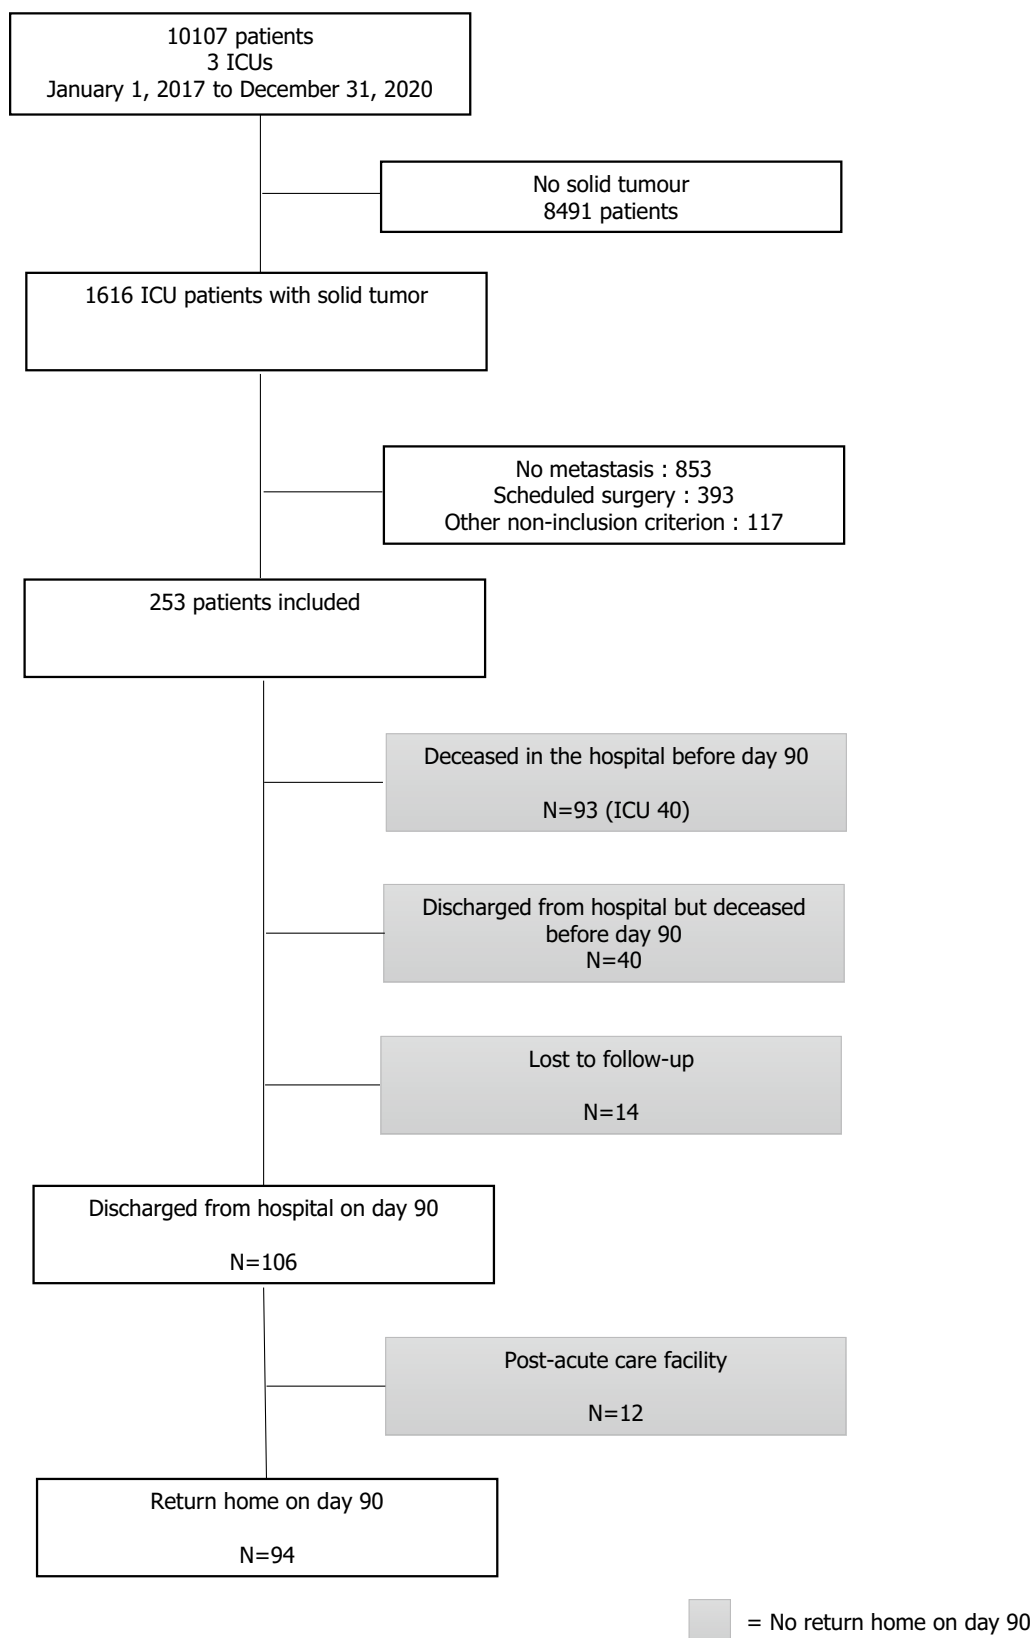 10107 patients
3 ICUs
January 1, 2017 to December 31, 2020
No solid tumour
8491 patients
1616 ICU patients with solid tumor
No metastasis : 853
Scheduled surgery : 393
Other non-inclusion criterion : 117
253 patients included
Deceased in the hospital before day 90
N=93 (ICU 40)
Discharged from hospital but deceased
before day 90
N=40
Lost to follow-up
N=14
Discharged from hospital on day 90
N=106
Post-acute care facility
N=12
Return home on day 90
N=94
= No return home on day 90